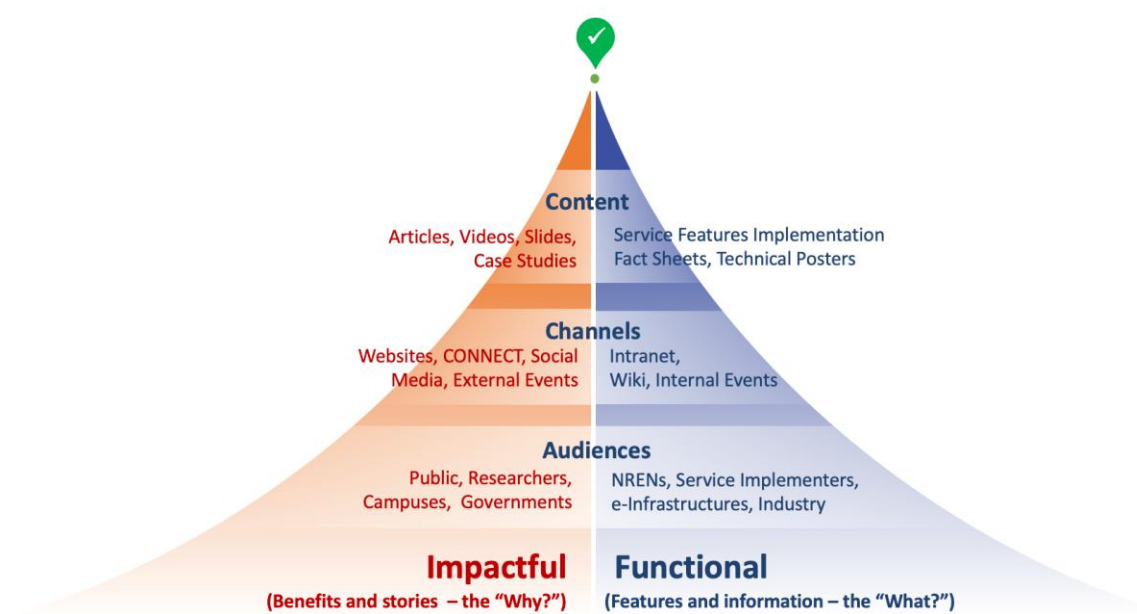 Content
Articles, Videos, Slides,
Case Studies
Service Features Implementation
Fact Sheets, Technical Posters
Channels
Websites, CONNECT, Social
Media, External Events
Intranet,
Wiki, Internal Events
Audiences
Public, Researchers,
Campuses, Governments
NRENs, Service Implementers,
e-Infrastructures, Industry
Impactful
(Benefits and stories – the “Why?”)
Functional
(Features and information – the “What?”)